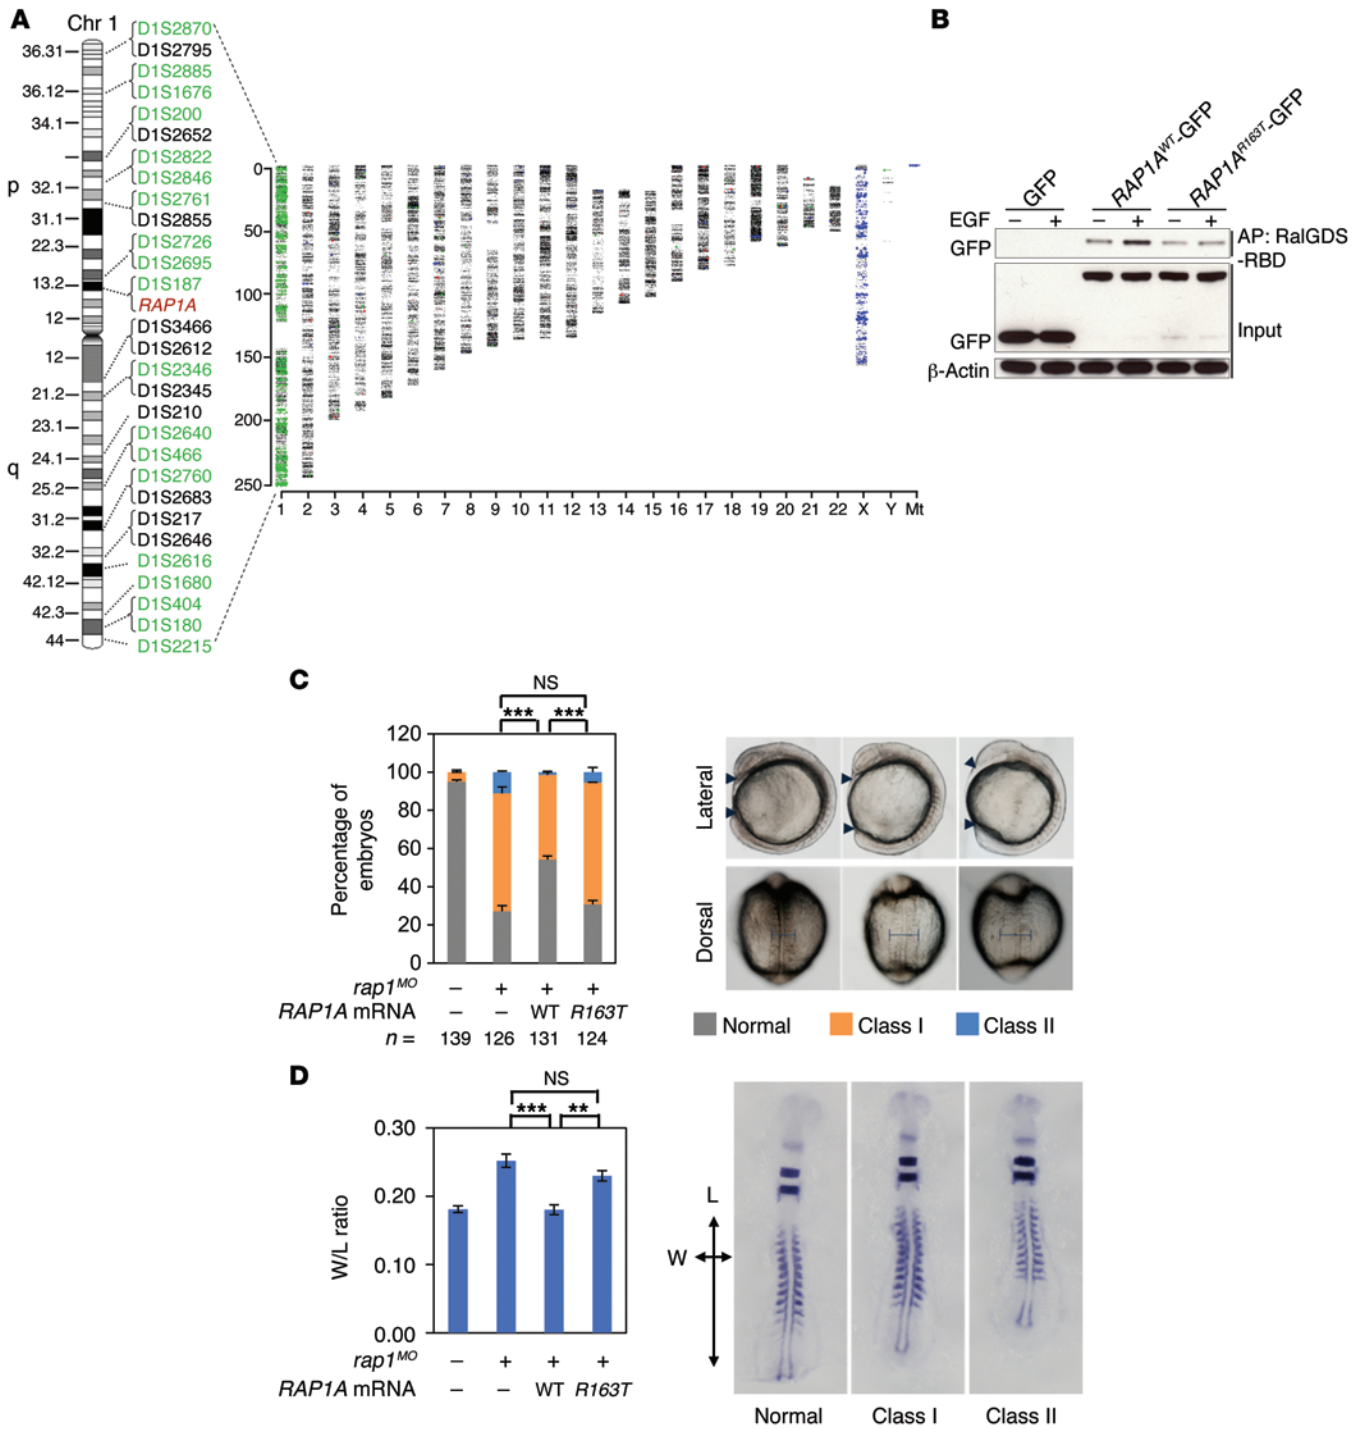 A
Chr 1
36.31
36.12
34.1
32.1
31.1
22.3
13.2
12
12
21.2
23.1
24.1
25.2
31.2
32.2
42.12
42.3
44
p
q
D1S2870
D1S2795
D1S2885
D1S1676
D1S200
D1S2652
D1S2822
D1S2846
D1S2761
D1S2855
D1S2726
D1S2695
D1S187
RAP1A
D1S3466
D1S2612
D1S2346
D1S2345
D1S210
D1S2640
D1S466
D1S2760
D1S2683
D1S217
D1S2646
D1S2616
D1S1680
D1S404
D1S180
D1S2215
0
50
100
150
200
250
1 2 3 4 5 6 7 8 9 10 11 12 13 14 15 16 17 18 19 20 21 22 X Y Mt
B
GFP
RAP1A^WT-GFP
RAP1A^R163T-GFP
EGF – + – + – +
GFP
AP: RalGDS
-RBD
GFP
Input
β-Actin
C
NS
*** ***
120
100
80
60
40
20
0
Percentage of
embryos
rap1^MO – + + +
RAP1A mRNA – – WT R163T
n = 139 126 131 124
Lateral
Dorsal
Normal Class I Class II
D
NS
*** **
0.30
0.20
0.10
0.00
W/L ratio
rap1^MO – + + +
RAP1A mRNA – – WT R163T
L
W
Normal Class I Class II